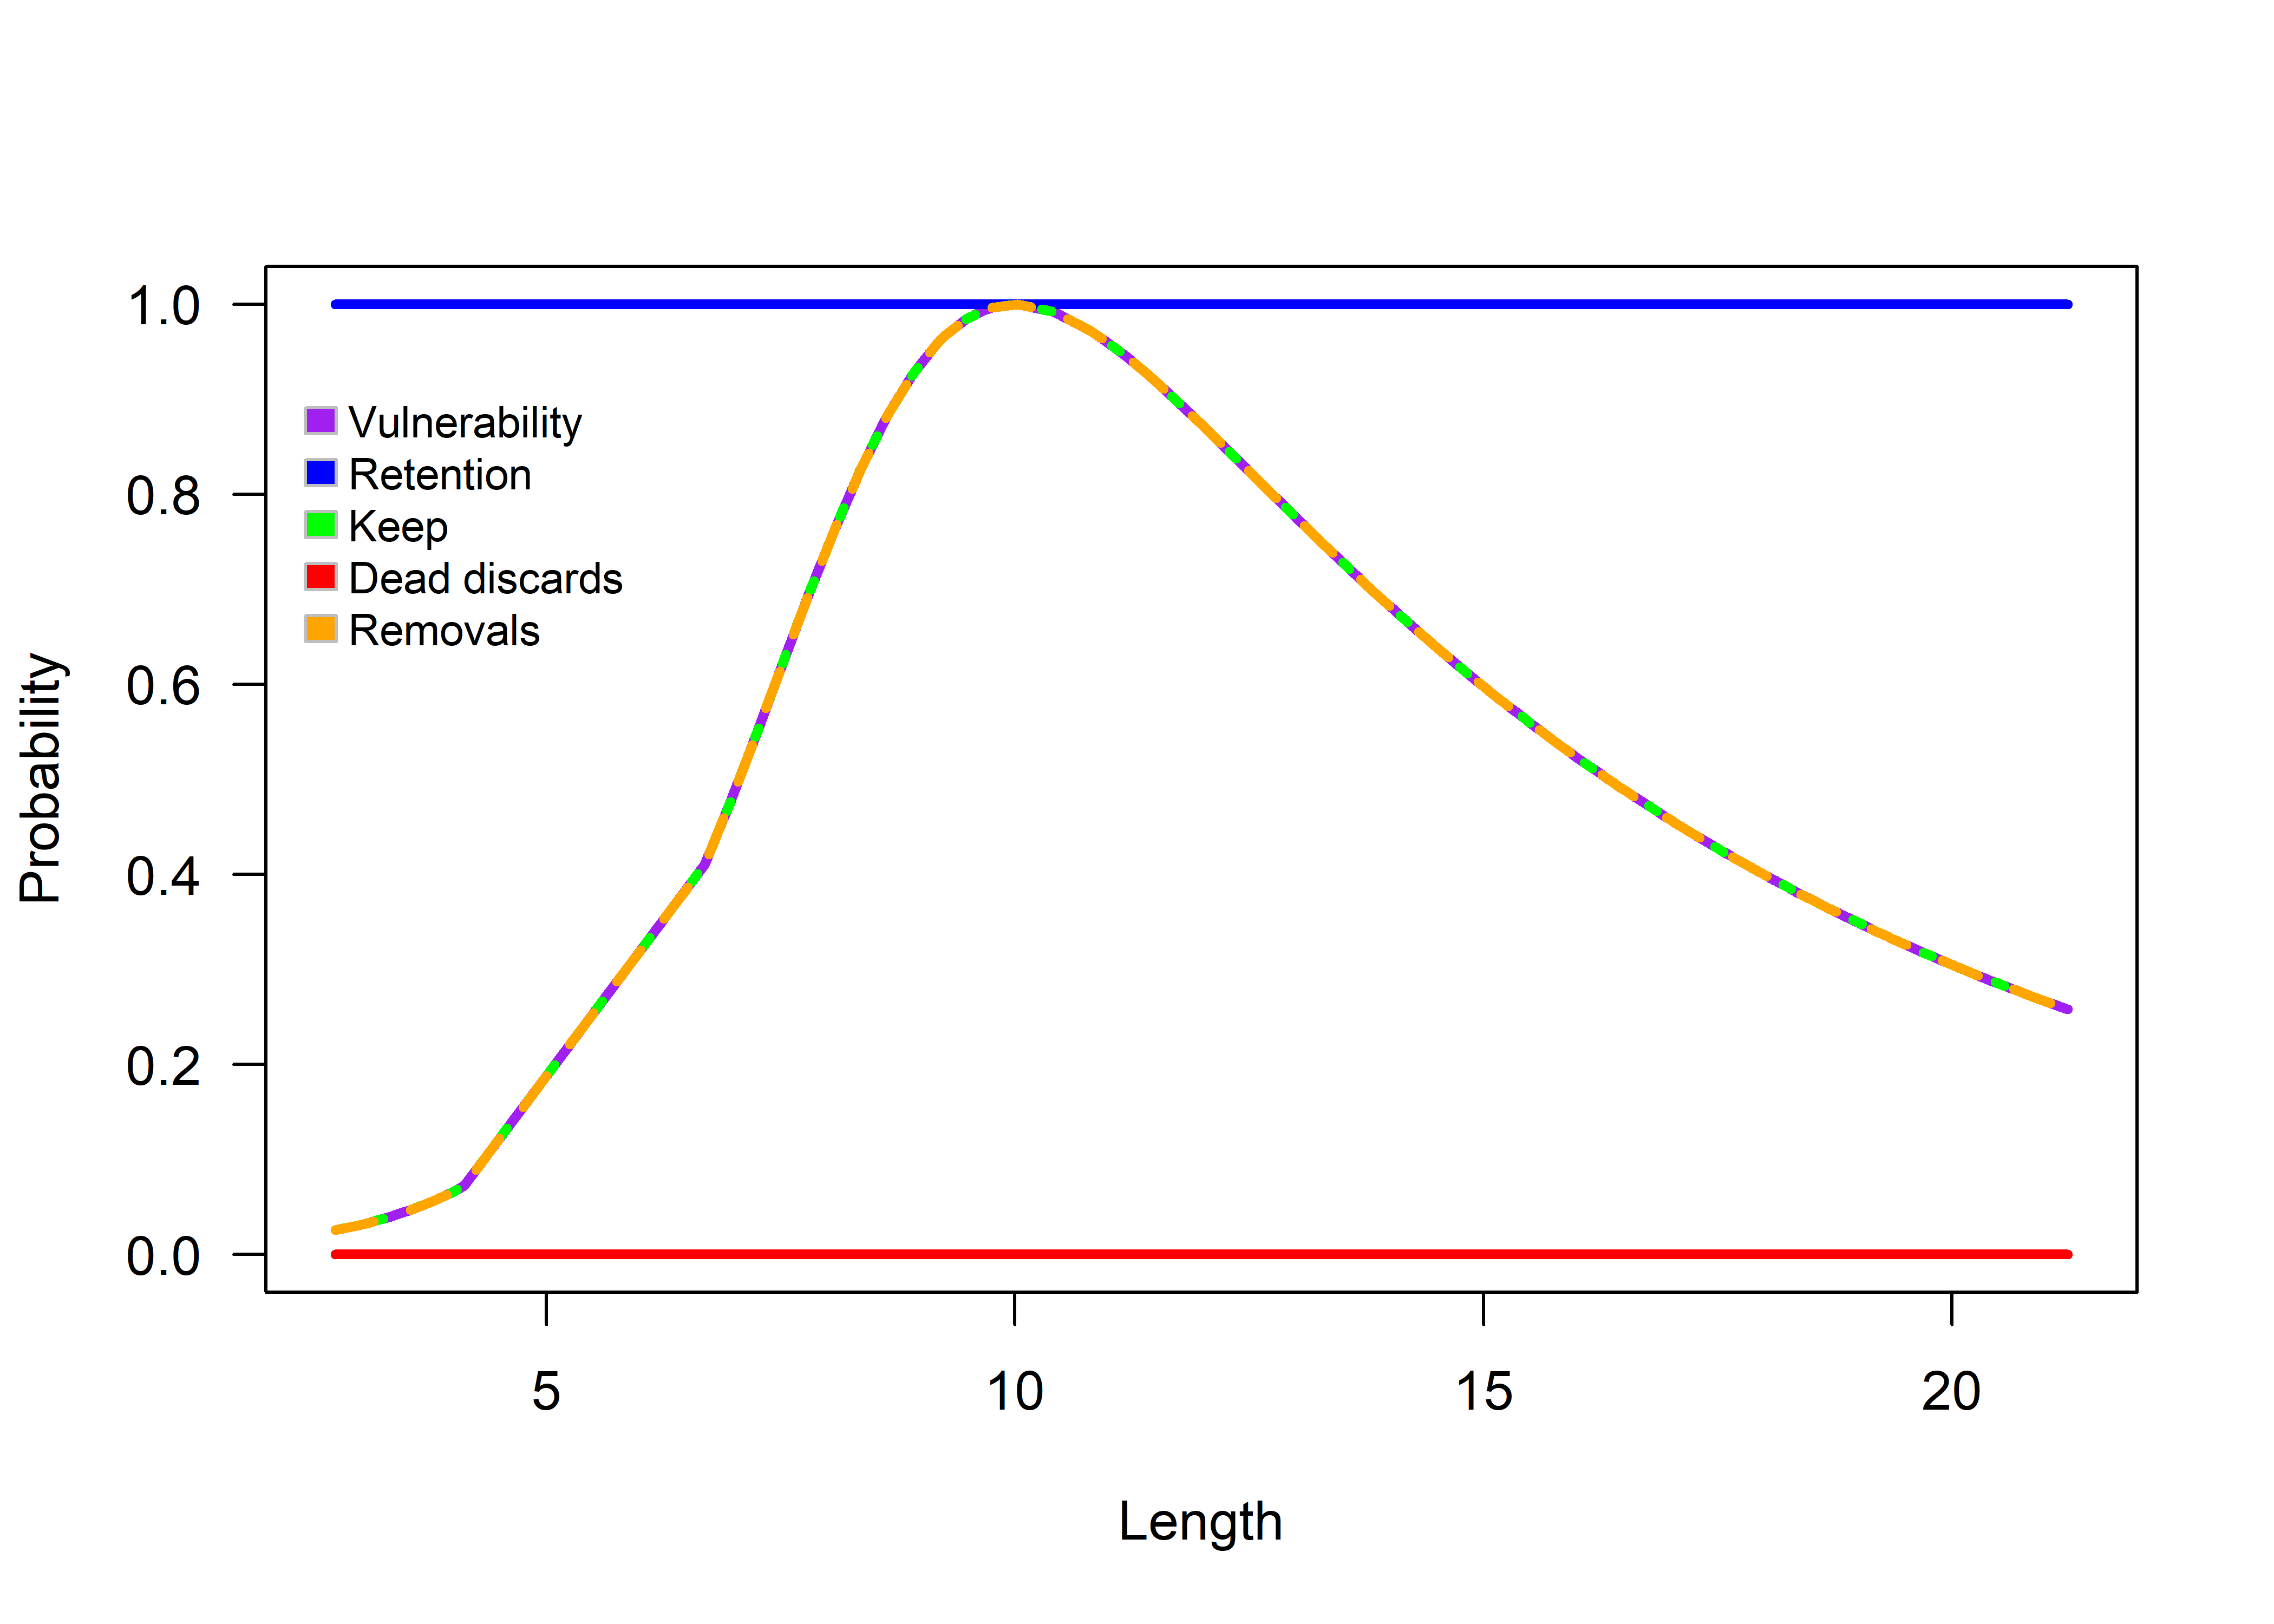 Probability
1.0
0.8
0.6
0.4
0.2
0.0
Vulnerability
Retention
Keep
Dead discards
Removals
5 10 15 20
Length